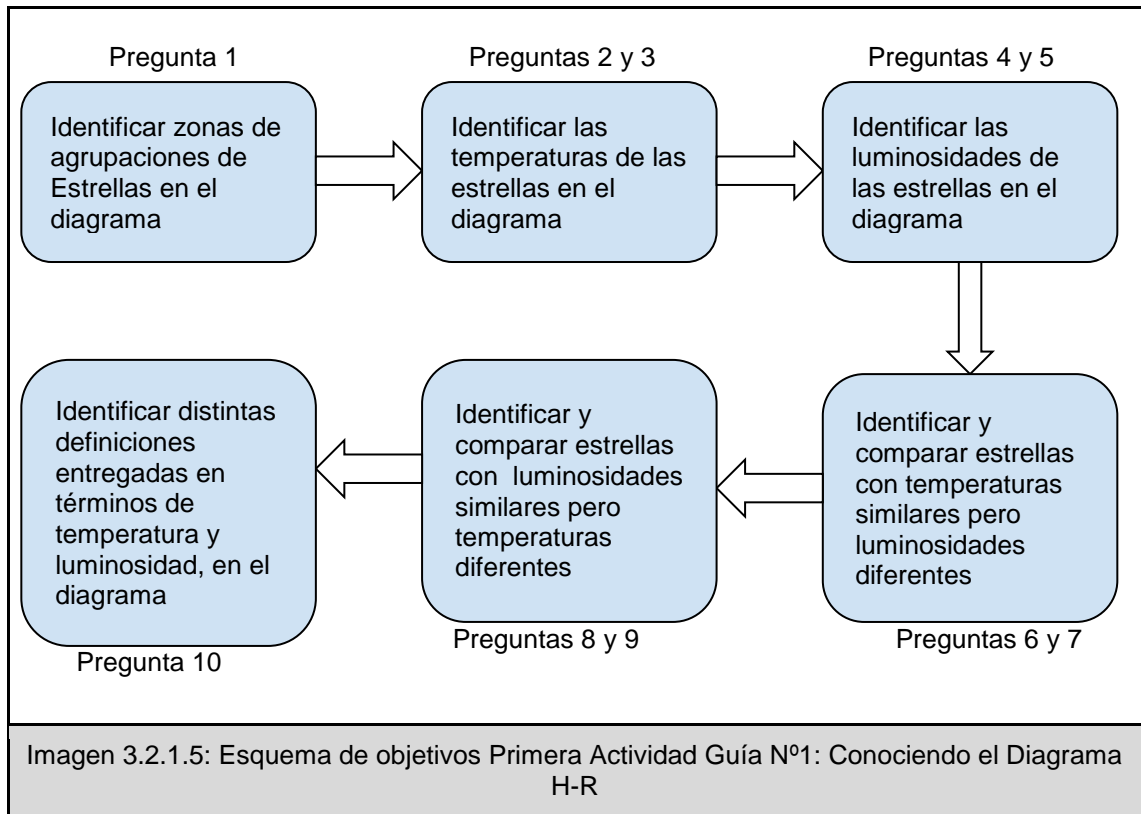 Pregunta 1
Identificar zonas de
agrupaciones de
Estrellas en el
diagrama
Preguntas 2 y 3
Identificar las
temperaturas de las
estrellas en el
diagrama
Preguntas 4 y 5
Identificar las
luminosidades de
las estrellas en el
diagrama
Identificar y
comparar estrellas
con temperaturas
similares pero
luminosidades
diferentes
Preguntas 6 y 7
Identificar y
comparar estrellas
con luminosidades
similares pero
temperaturas
diferentes
Preguntas 8 y 9
Identificar distintas
definiciones
entregadas en
términos de
temperatura y
luminosidad, en el
diagrama
Pregunta 10
Imagen 3.2.1.5: Esquema de objetivos Primera Actividad Guía Nº1: Conociendo el Diagrama
H-R